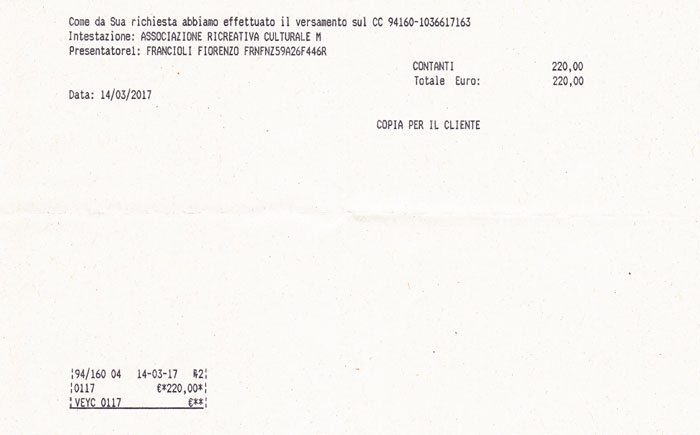 Come da Sua richiesta abbiamo effettuato il versamento sul CC 94160-1036617163
Intestazione: ASSOCIAZIONE RICREATIVA CULTURALE M
Presentatore1: FRANCIOLI FIORENZO FRNFNZ59A26F446R
CONTANTI 220,00
Totale Euro: 220,00
Data: 14/03/2017
COPIA PER IL CLIENTE
¦94/160 04 14-03-17 §2¦
¦0117 €*220,00*¦
¦VEYC 0117 €**¦